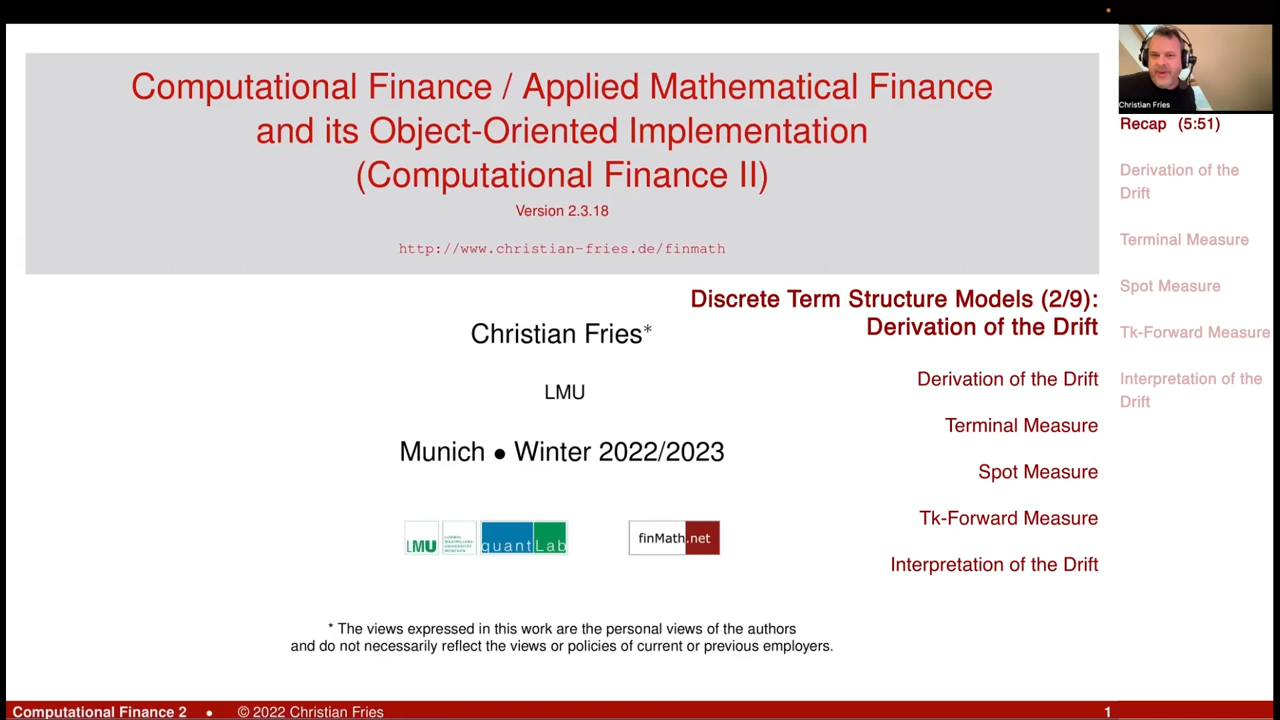 Computational Finance / Applied Mathematical Finance
and its Object-Oriented Implementation
(Computational Finance II)
Version 2.3.18
http://www.christian-fries.de/finmath
Discrete Term Structure Models (2/9):
Derivation of the Drift
Christian Fries*
LMU
Munich ● Winter 2022/2023
Derivation of the Drift
Terminal Measure
Spot Measure
Tk-Forward Measure
Interpretation of the Drift
LMU
LUDWIG
MAXIMILIANS
UNIVERSITÄT
MÜNCHEN
quantLab
finMath.net
* The views expressed in this work are the personal views of the authors
and do not necessarily reflect the views or policies of current or previous employers.
Christian Fries
Recap (5:51)
Derivation of the
Drift
Terminal Measure
Spot Measure
Tk-Forward Measure
Interpretation of the
Drift
Computational Finance 2 ● © 2022 Christian Fries
1